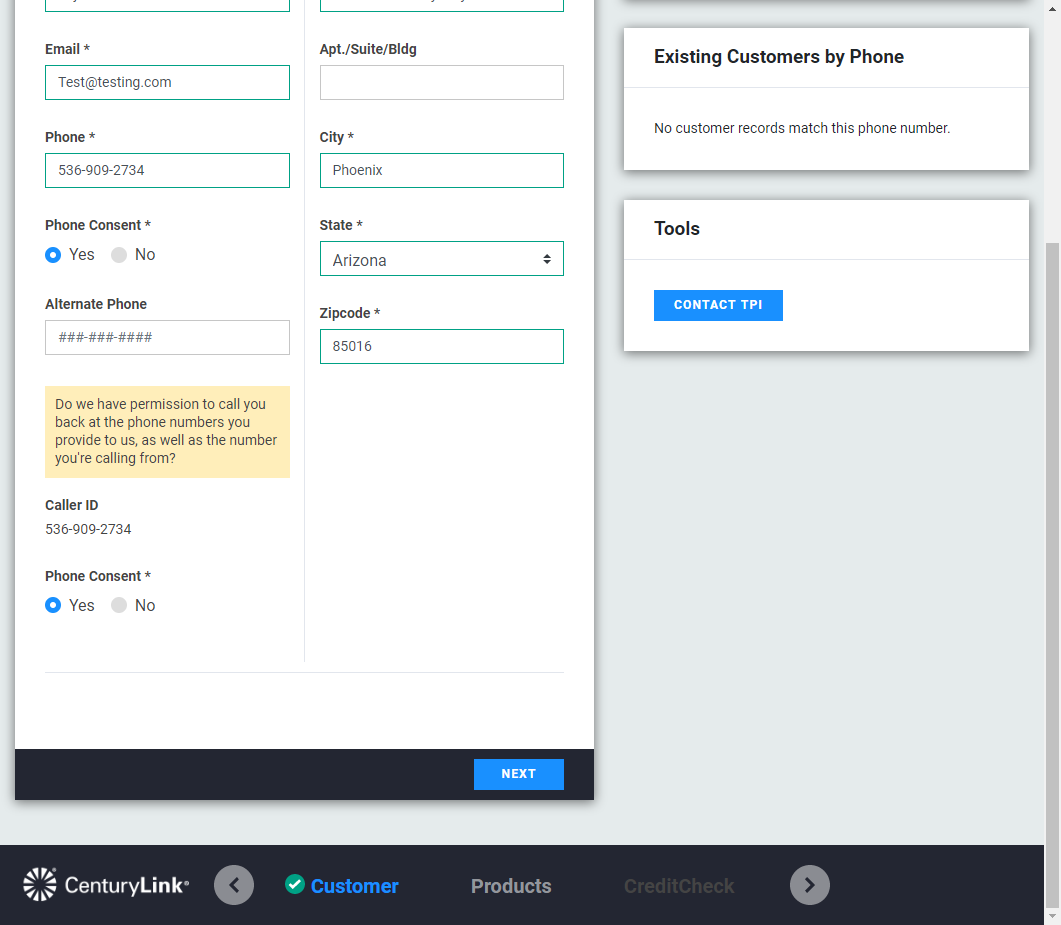 Email *
Test@testing.com
Phone *
536-909-2734
Phone Consent *
Yes No
Alternate Phone
###-###-####
Do we have permission to call you
back at the phone numbers you
provide to us, as well as the number
you're calling from?
Caller ID
536-909-2734
Phone Consent *
Yes No
Apt./Suite/Bldg
City *
Phoenix
State *
Arizona
Zipcode *
85016
NEXT
Existing Customers by Phone
No customer records match this phone number.
Tools
CONTACT TPI
CenturyLink®
Customer
Products
CreditCheck